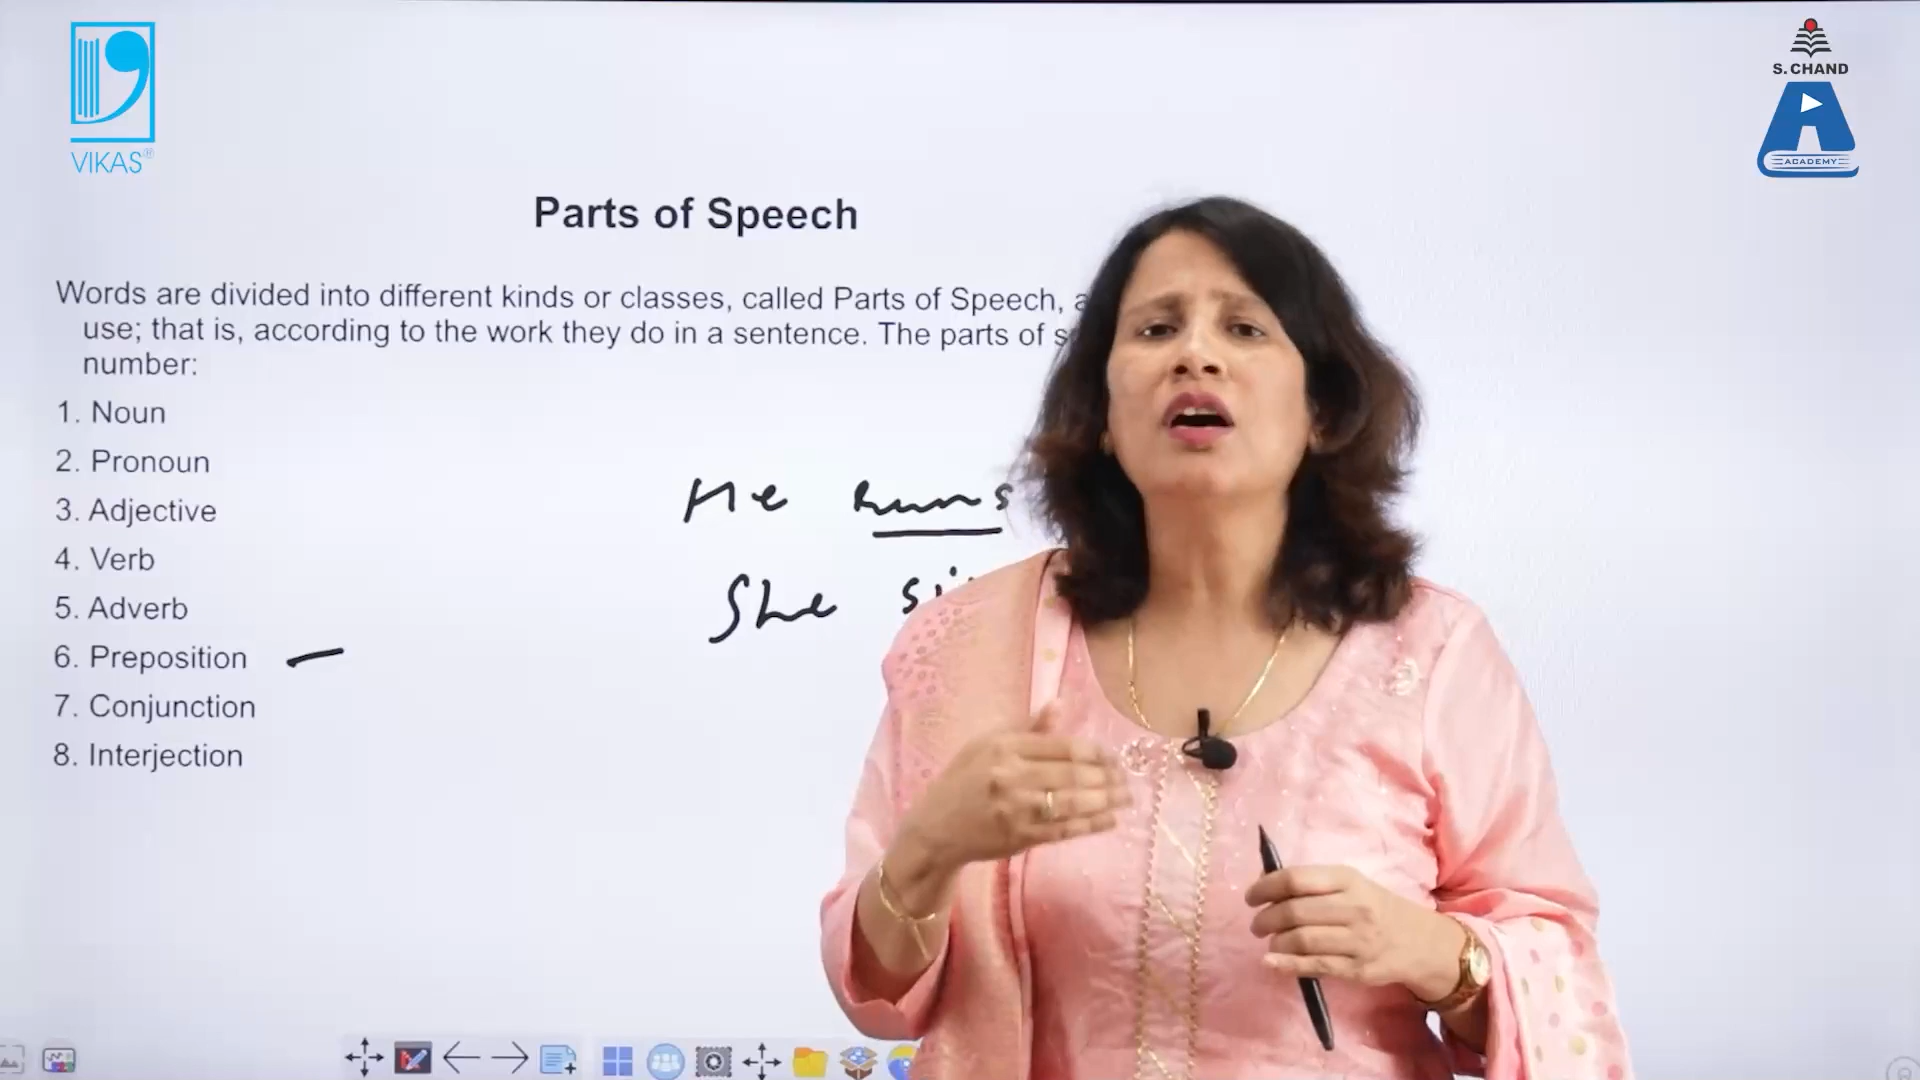 VIKAS®
S. CHAND
ACADEMY
Parts of Speech
Words are divided into different kinds or classes, called Parts of Speech,
use; that is, according to the work they do in a sentence. The parts of
number:
1. Noun
2. Pronoun
3. Adjective
4. Verb
5. Adverb
6. Preposition
7. Conjunction
8. Interjection
He runs
She